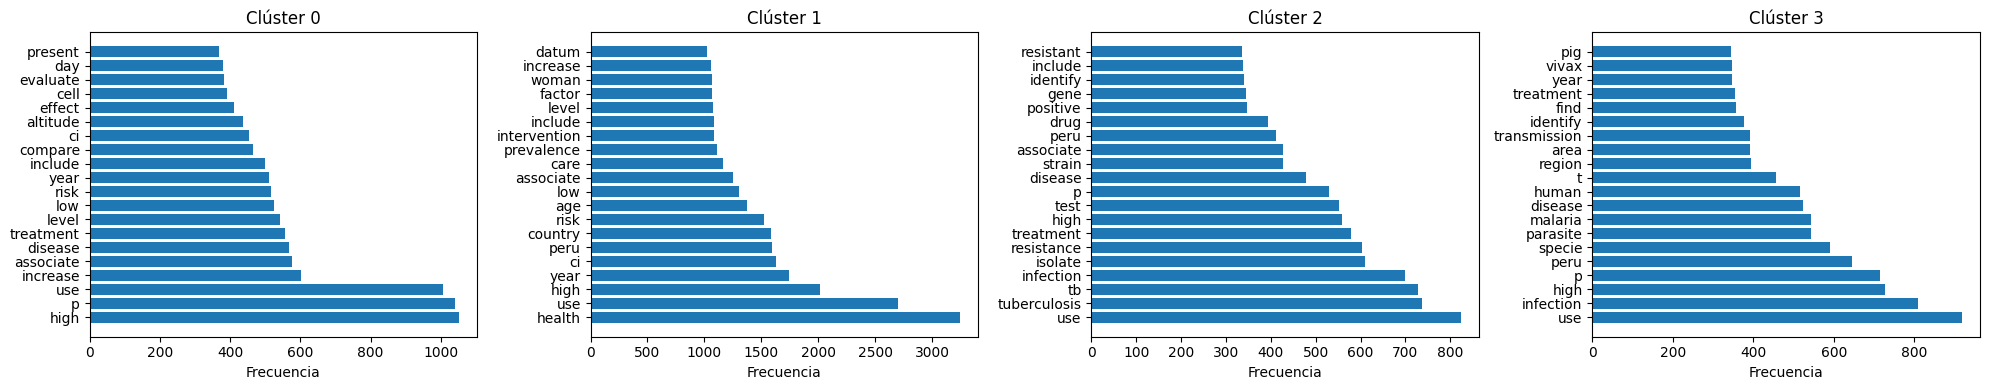 Clúster 0
present
day
evaluate
cell
effect
altitude
ci
compare
include
year
risk
low
level
treatment
disease
associate
increase
use
p
high
0 200 400 600 800 1000
Frecuencia
Clúster 1
datum
increase
woman
factor
level
include
intervention
prevalence
care
associate
low
age
risk
country
peru
ci
year
high
use
health
0 500 1000 1500 2000 2500 3000
Frecuencia
Clúster 2
resistant
include
identify
gene
positive
drug
peru
associate
strain
disease
p
test
high
treatment
resistance
isolate
infection
tb
tuberculosis
use
0 100 200 300 400 500 600 700 800
Frecuencia
Clúster 3
pig
vivax
year
treatment
find
identify
transmission
area
region
t
human
disease
malaria
parasite
specie
peru
p
high
infection
use
0 200 400 600 800
Frecuencia